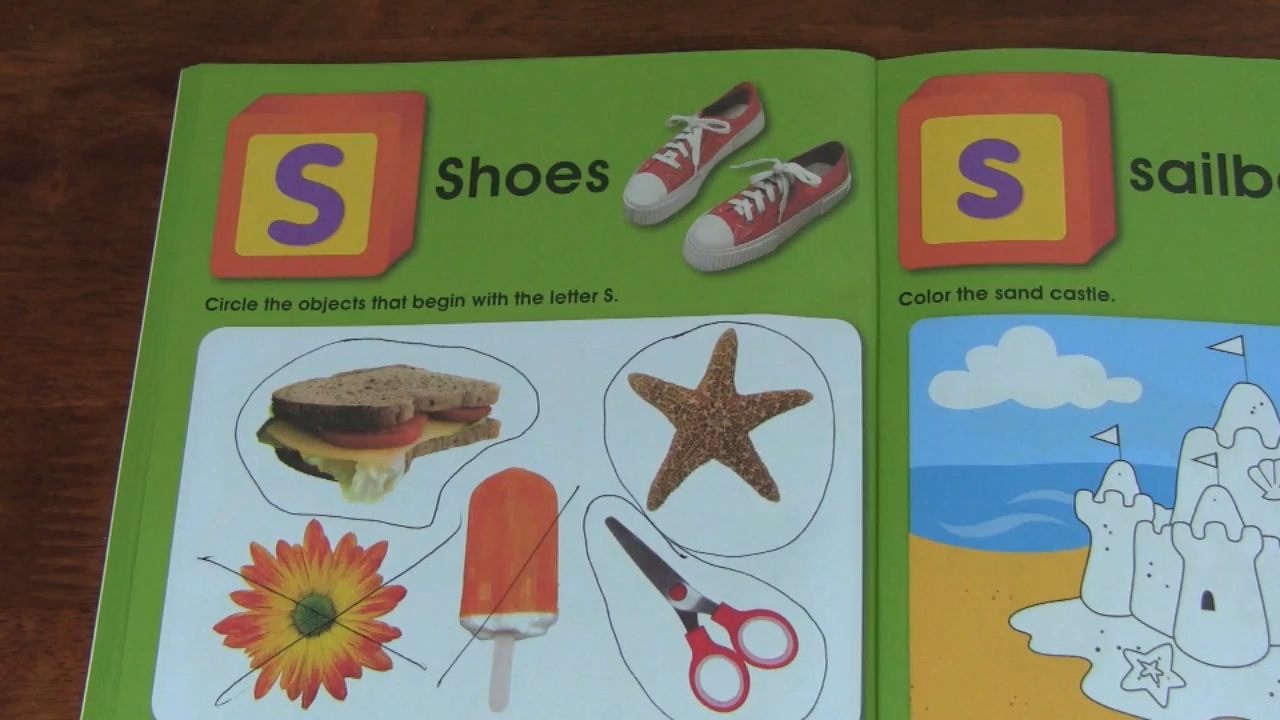 S
Shoes
Circle the objects that begin with the letter S.
S
Color the sand castle.